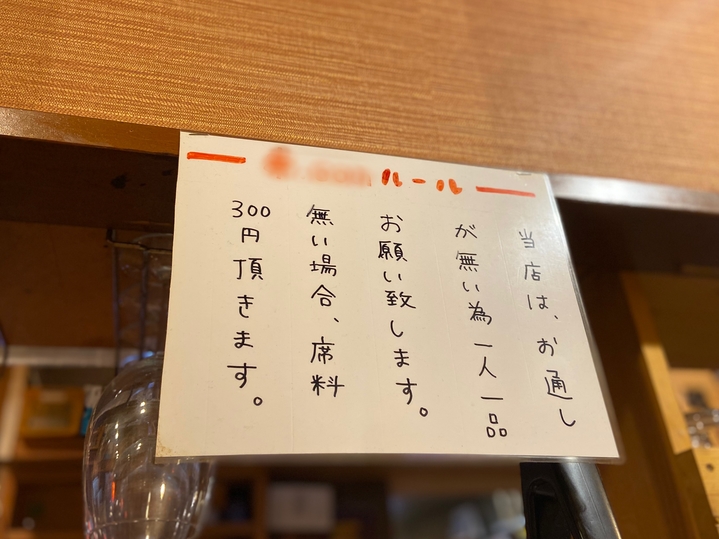 ルール
当店は、お通し
が無い為一人一品
お願い致します。
無い場合、席料
300円頂きます。